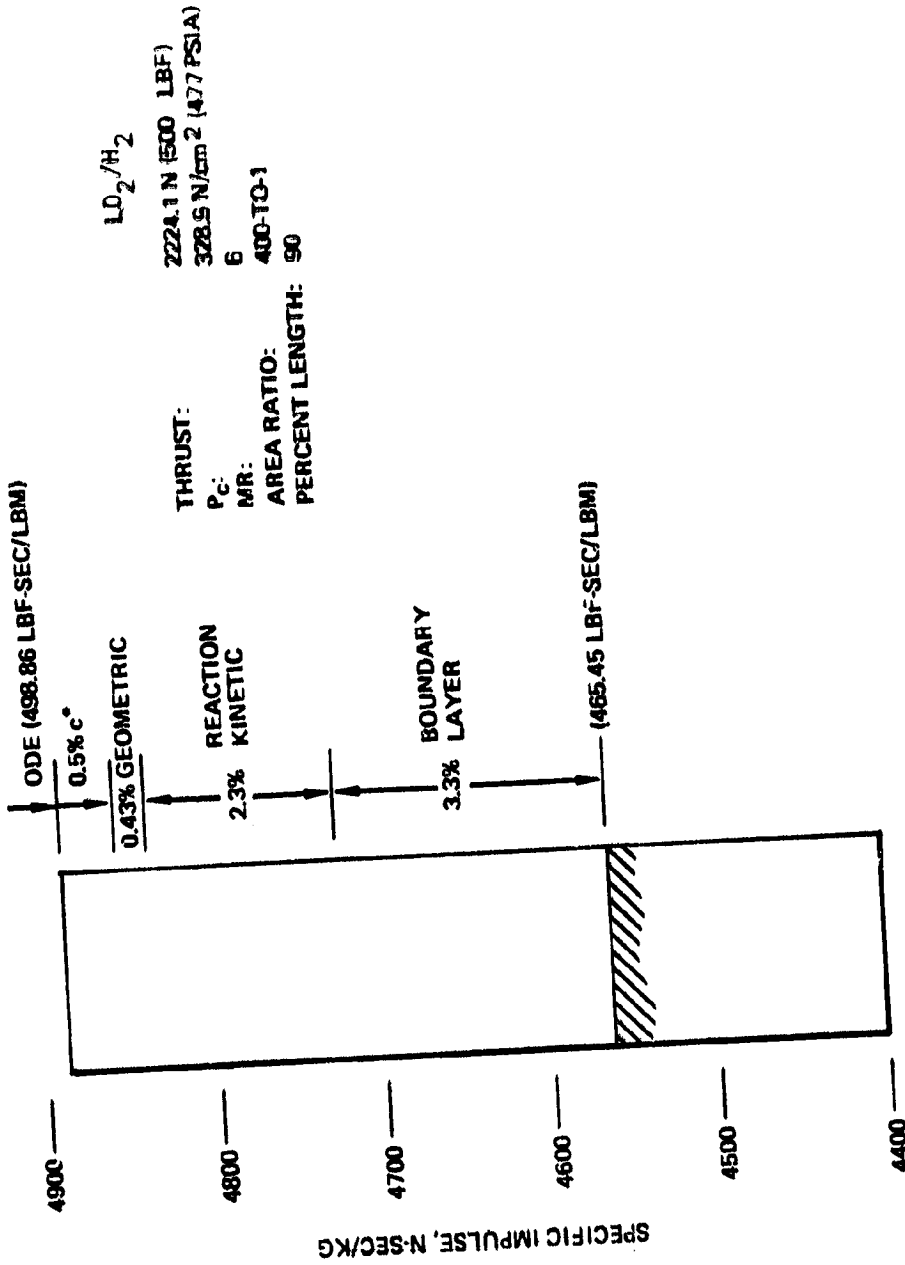 ODE (498.86 LBF-SEC/LBM)
0.5% c*
0.43% GEOMETRIC
REACTION
2.3% KINETIC
BOUNDARY
3.3% LAYER
(465.45 LBF-SEC/LBM)
LO2/H2
THRUST: 2224.1 N (500 LBF)
Pc: 328.9 N/cm2 (477 PSIA)
MR: 6
AREA RATIO: 400-TO-1
PERCENT LENGTH: 90
4900
4800
4700
4600
4500
4400
SPECIFIC IMPULSE, N-SEC/KG